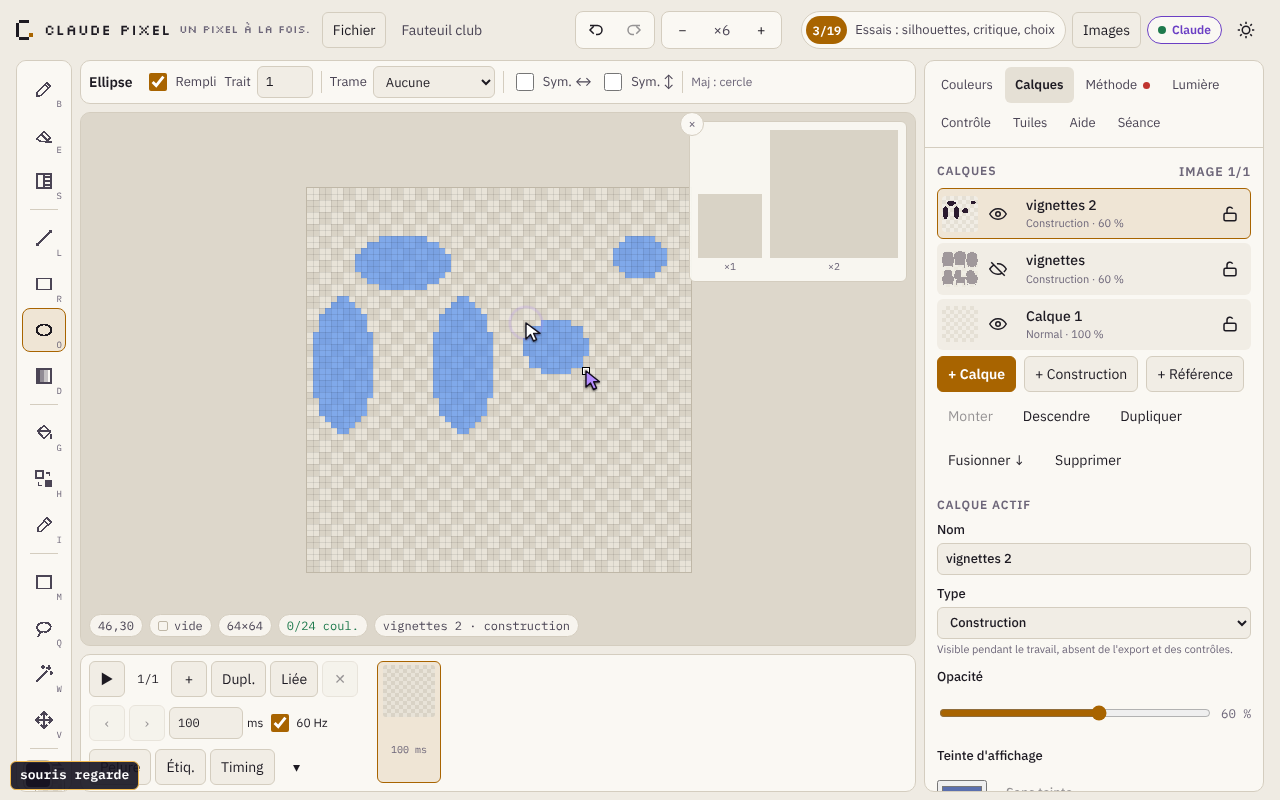 CLAUDE PIXEL
UN PIXEL À LA FOIS.
Fichier
Fauteuil club
− ×6 +
3/19
Essais : silhouettes, critique, choix
Images
Claude
Ellipse
Rempli
Trait
1
Trame
Aucune
Sym. ↔
Sym. ↕
Maj : cercle
B
E
S
L
R
O
D
G
H
I
M
Q
W
V
×
×1
×2
46,30
vide
64×64
0/24 coul.
vignettes 2 · construction
1/1
+
Dupl.
Liée
×
‹
›
100
ms
60 Hz
Étiq.
Timing
▼
100 ms
souris regarde
Couleurs
Calques
Méthode
Lumière
Contrôle
Tuiles
Aide
Séance
CALQUES
IMAGE 1/1
vignettes 2
Construction · 60 %
vignettes
Construction · 60 %
Calque 1
Normal · 100 %
+ Calque
+ Construction
+ Référence
Monter
Descendre
Dupliquer
Fusionner ↓
Supprimer
CALQUE ACTIF
Nom
vignettes 2
Type
Construction
Visible pendant le travail, absent de l'export et des contrôles.
Opacité
60 %
Teinte d'affichage
Sans teinte